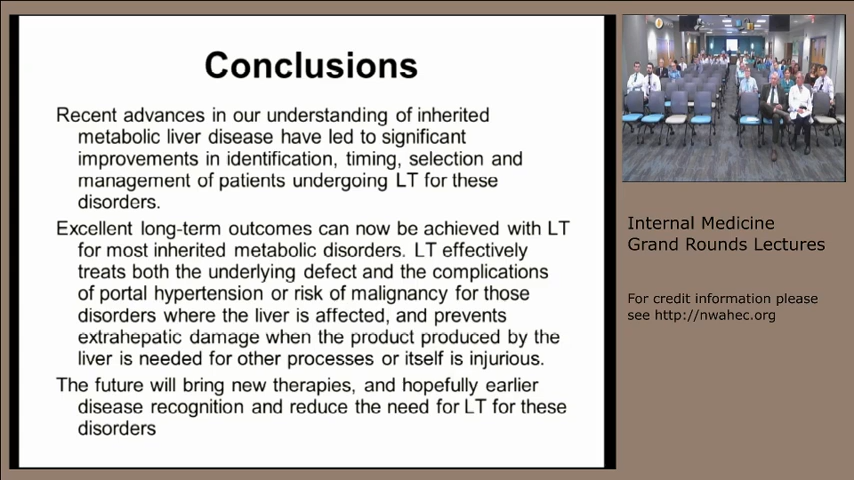 Conclusions
Recent advances in our understanding of inherited
metabolic liver disease have led to significant
improvements in identification, timing, selection and
management of patients undergoing LT for these
disorders.
Excellent long-term outcomes can now be achieved with LT
for most inherited metabolic disorders. LT effectively
treats both the underlying defect and the complications
of portal hypertension or risk of malignancy for those
disorders where the liver is affected, and prevents
extrahepatic damage when the product produced by the
liver is needed for other processes or itself is injurious.
The future will bring new therapies, and hopefully earlier
disease recognition and reduce the need for LT for these
disorders
Internal Medicine
Grand Rounds Lectures
For credit information please
see http://nwahec.org